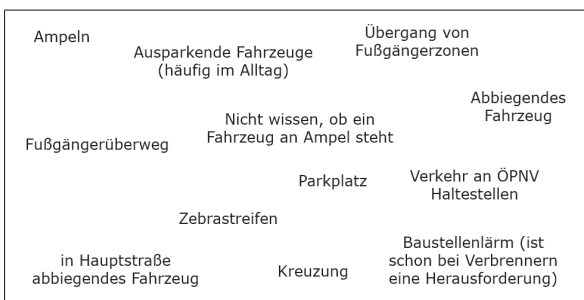 Ampeln
Übergang von
Fußgängerzonen
Ausparkende Fahrzeuge
(häufig im Alltag)
Abbiegendes
Fahrzeug
Nicht wissen, ob ein
Fahrzeug an Ampel steht
Fußgängerüberweg
Parkplatz
Verkehr an ÖPNV
Haltestellen
Zebrastreifen
in Hauptstraße
abbiegendes Fahrzeug
Kreuzung
Baustellenlärm (ist
schon bei Verbrennern
eine Herausforderung)